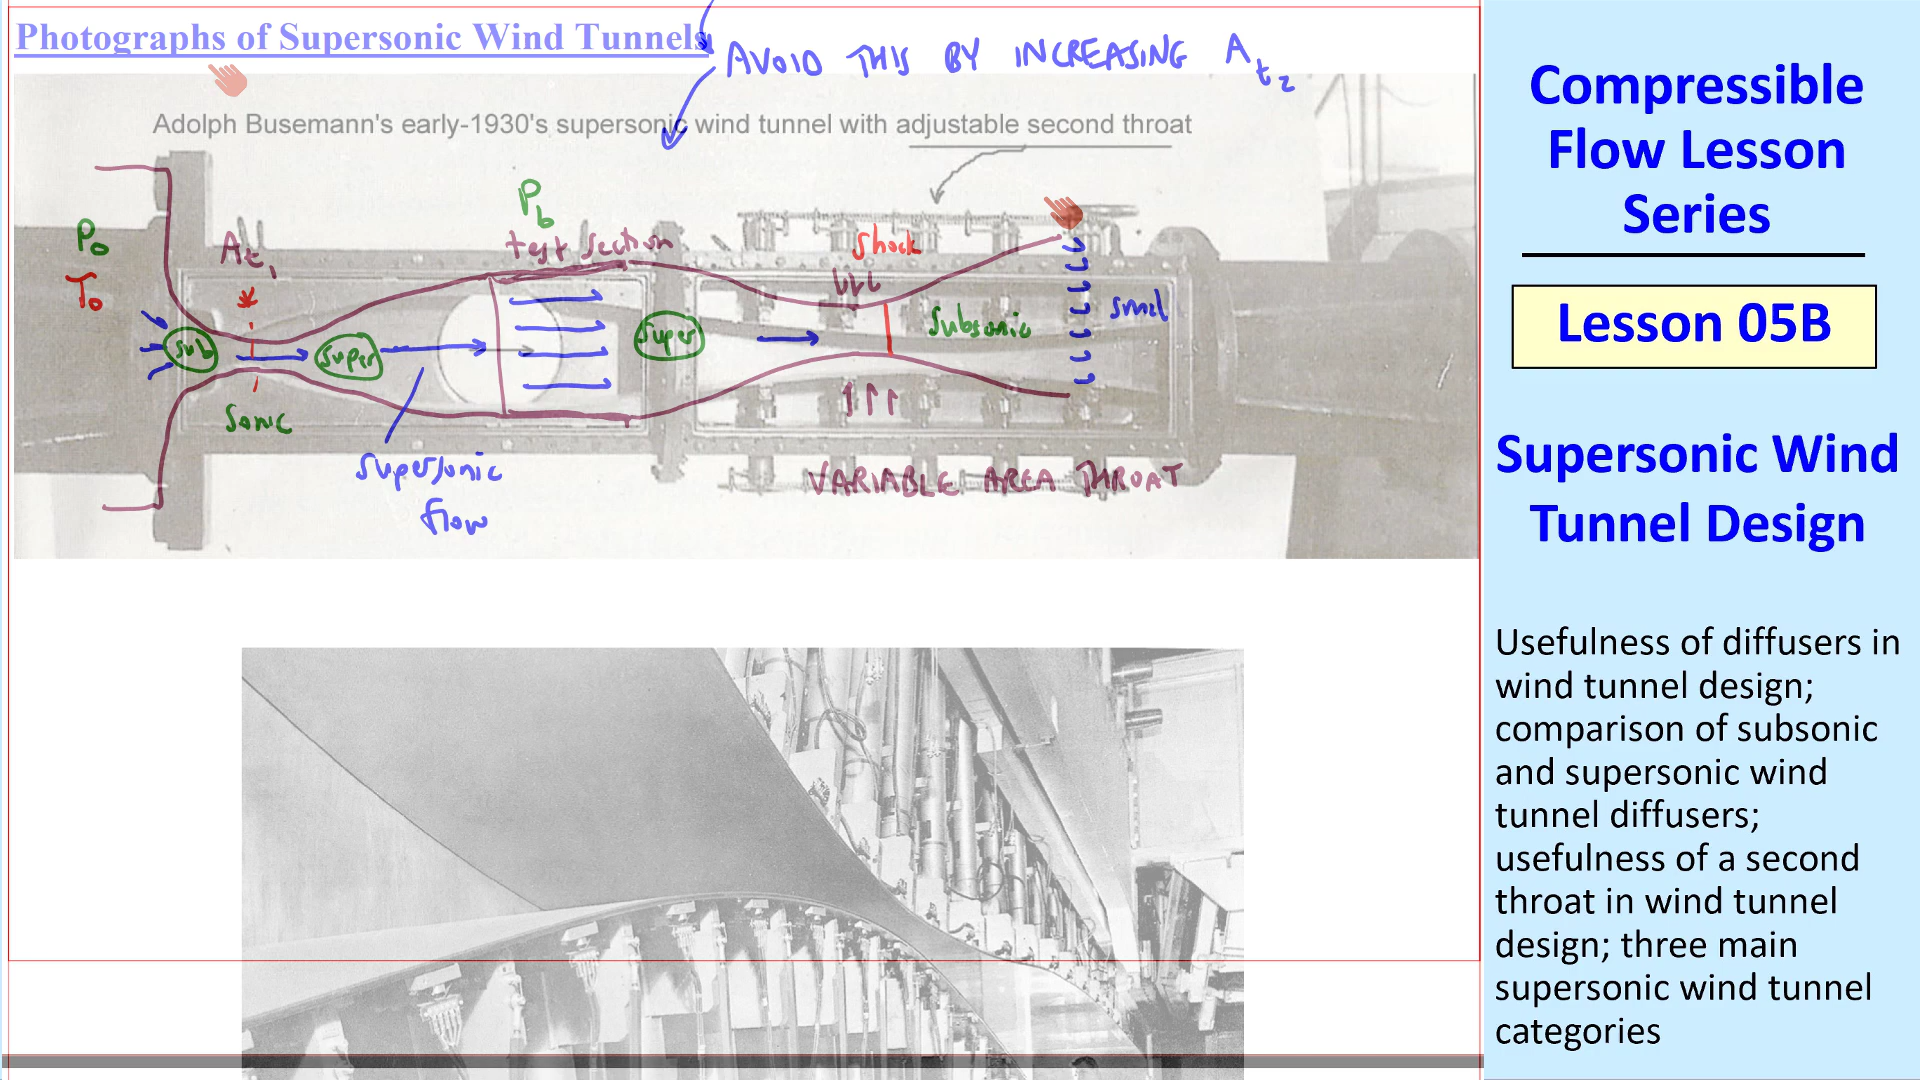 Photographs of Supersonic Wind Tunnels
AVOID THIS BY INCREASING At2
Adolph Busemann's early-1930's supersonic wind tunnel with adjustable second throat
Po
To
At1
Pb
test section
shock
sub
super
super
subsonic
small
sonic
supersonic
flow
VARIABLE AREA THROAT
Compressible
Flow Lesson
Series
Lesson 05B
Supersonic Wind
Tunnel Design
Usefulness of diffusers in
wind tunnel design;
comparison of subsonic
and supersonic wind
tunnel diffusers;
usefulness of a second
throat in wind tunnel
design; three main
supersonic wind tunnel
categories